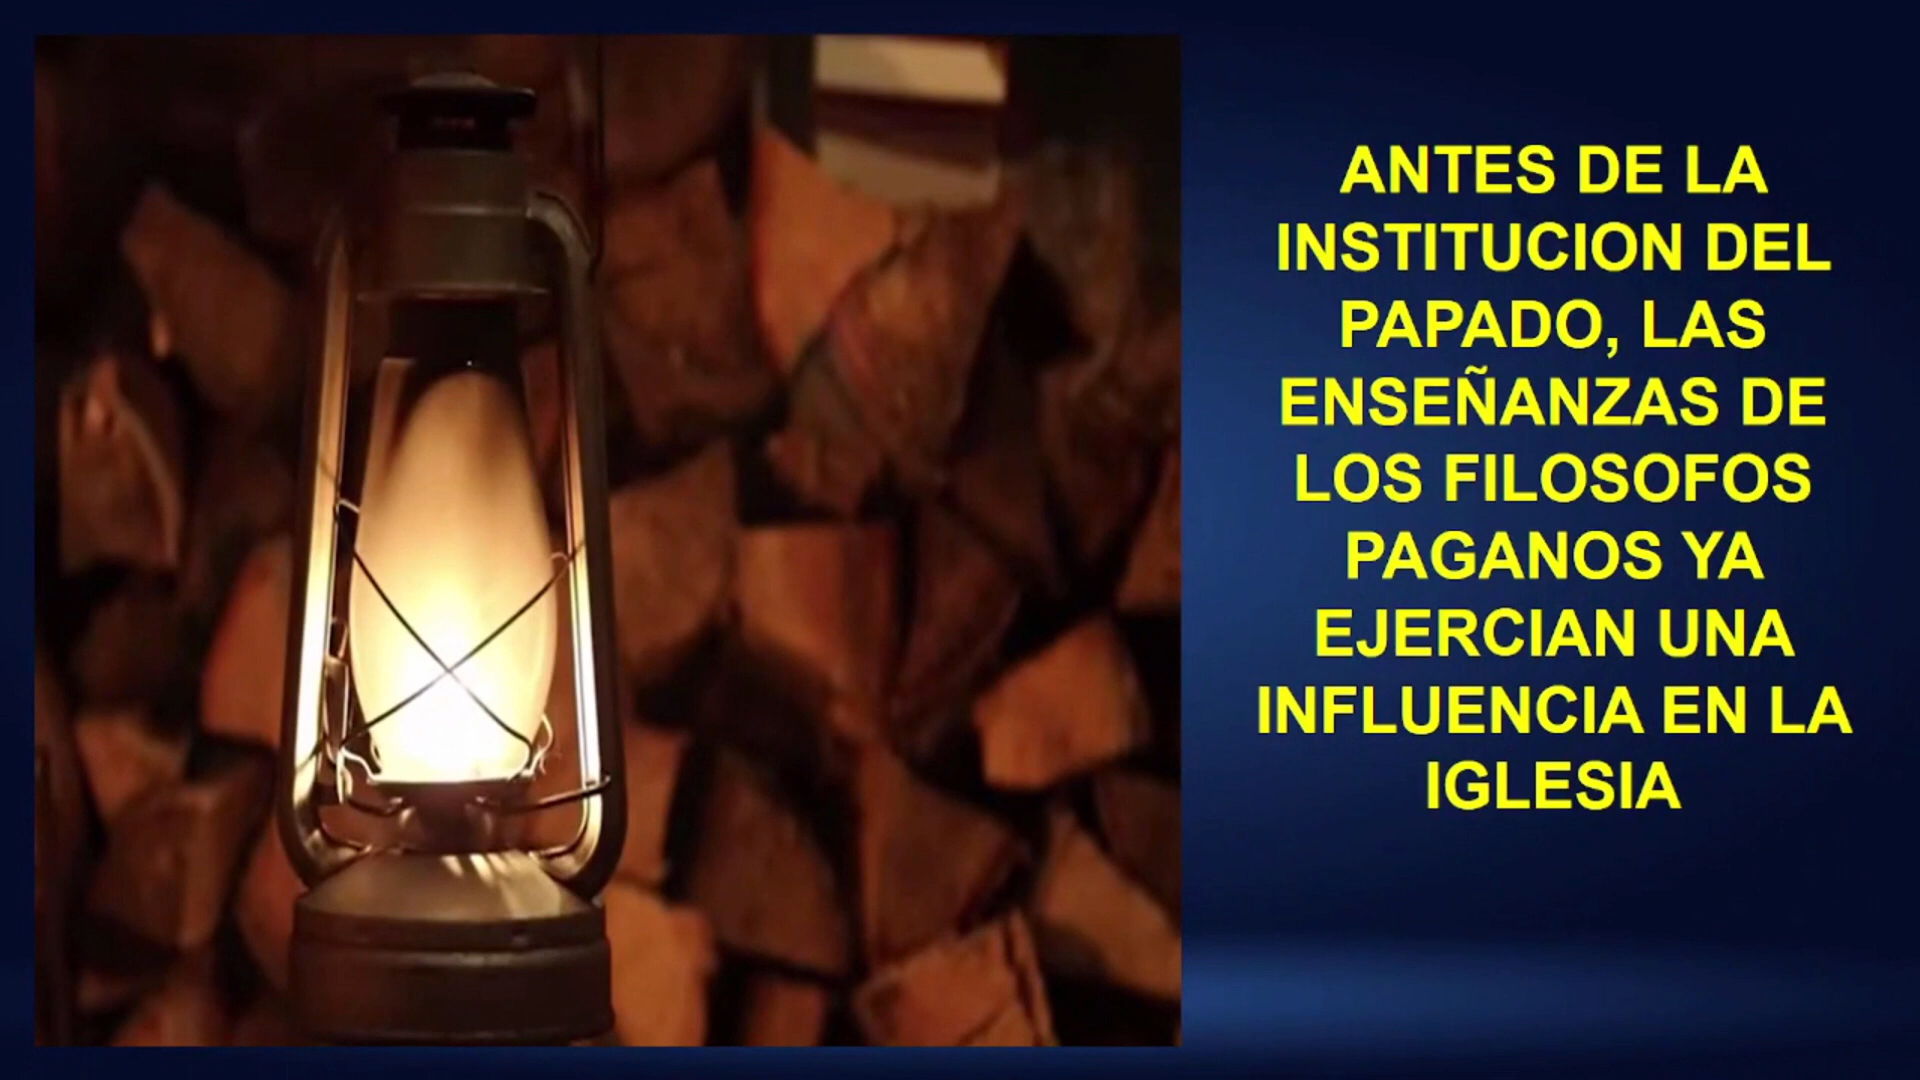 ANTES DE LA
INSTITUCION DEL
PAPADO, LAS
ENSEÑANZAS DE
LOS FILOSOFOS
PAGANOS YA
EJERCIAN UNA
INFLUENCIA EN LA
IGLESIA